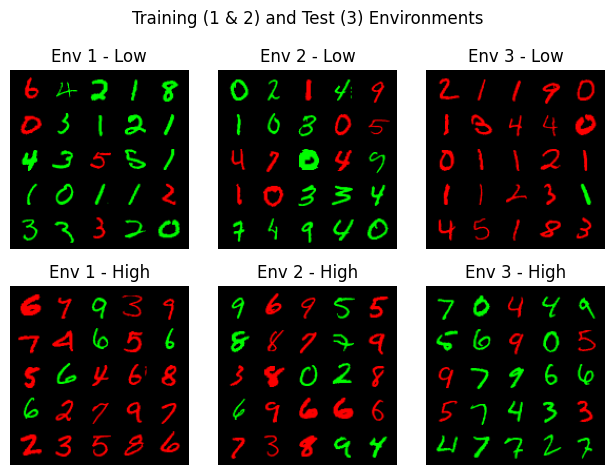 Training (1 & 2) and Test (3) Environments
Env 1 - Low
6 4 2 1 8
0 3 1 2 1
4 3 5 5 1
1 0 1 1 2
3 3 3 2 0
Env 2 - Low
0 2 1 4 9
1 0 3 0 5
4 7 0 4 9
1 0 3 3 4
7 4 9 4 0
Env 3 - Low
2 1 1 9 0
1 3 4 4 0
0 1 1 2 1
1 1 2 3 1
4 5 1 8 3
Env 1 - High
6 7 9 3 9
7 4 6 5 6
5 6 4 6 8
6 2 7 9 7
2 3 5 8 6
Env 2 - High
9 6 9 5 5
8 8 7 7 9
3 8 0 2 8
6 9 6 6 6
7 3 8 9 4
Env 3 - High
7 0 4 4 9
6 9 0 5
9 7 9 6 6
5 7 4 3 3
4 7 7 2 7